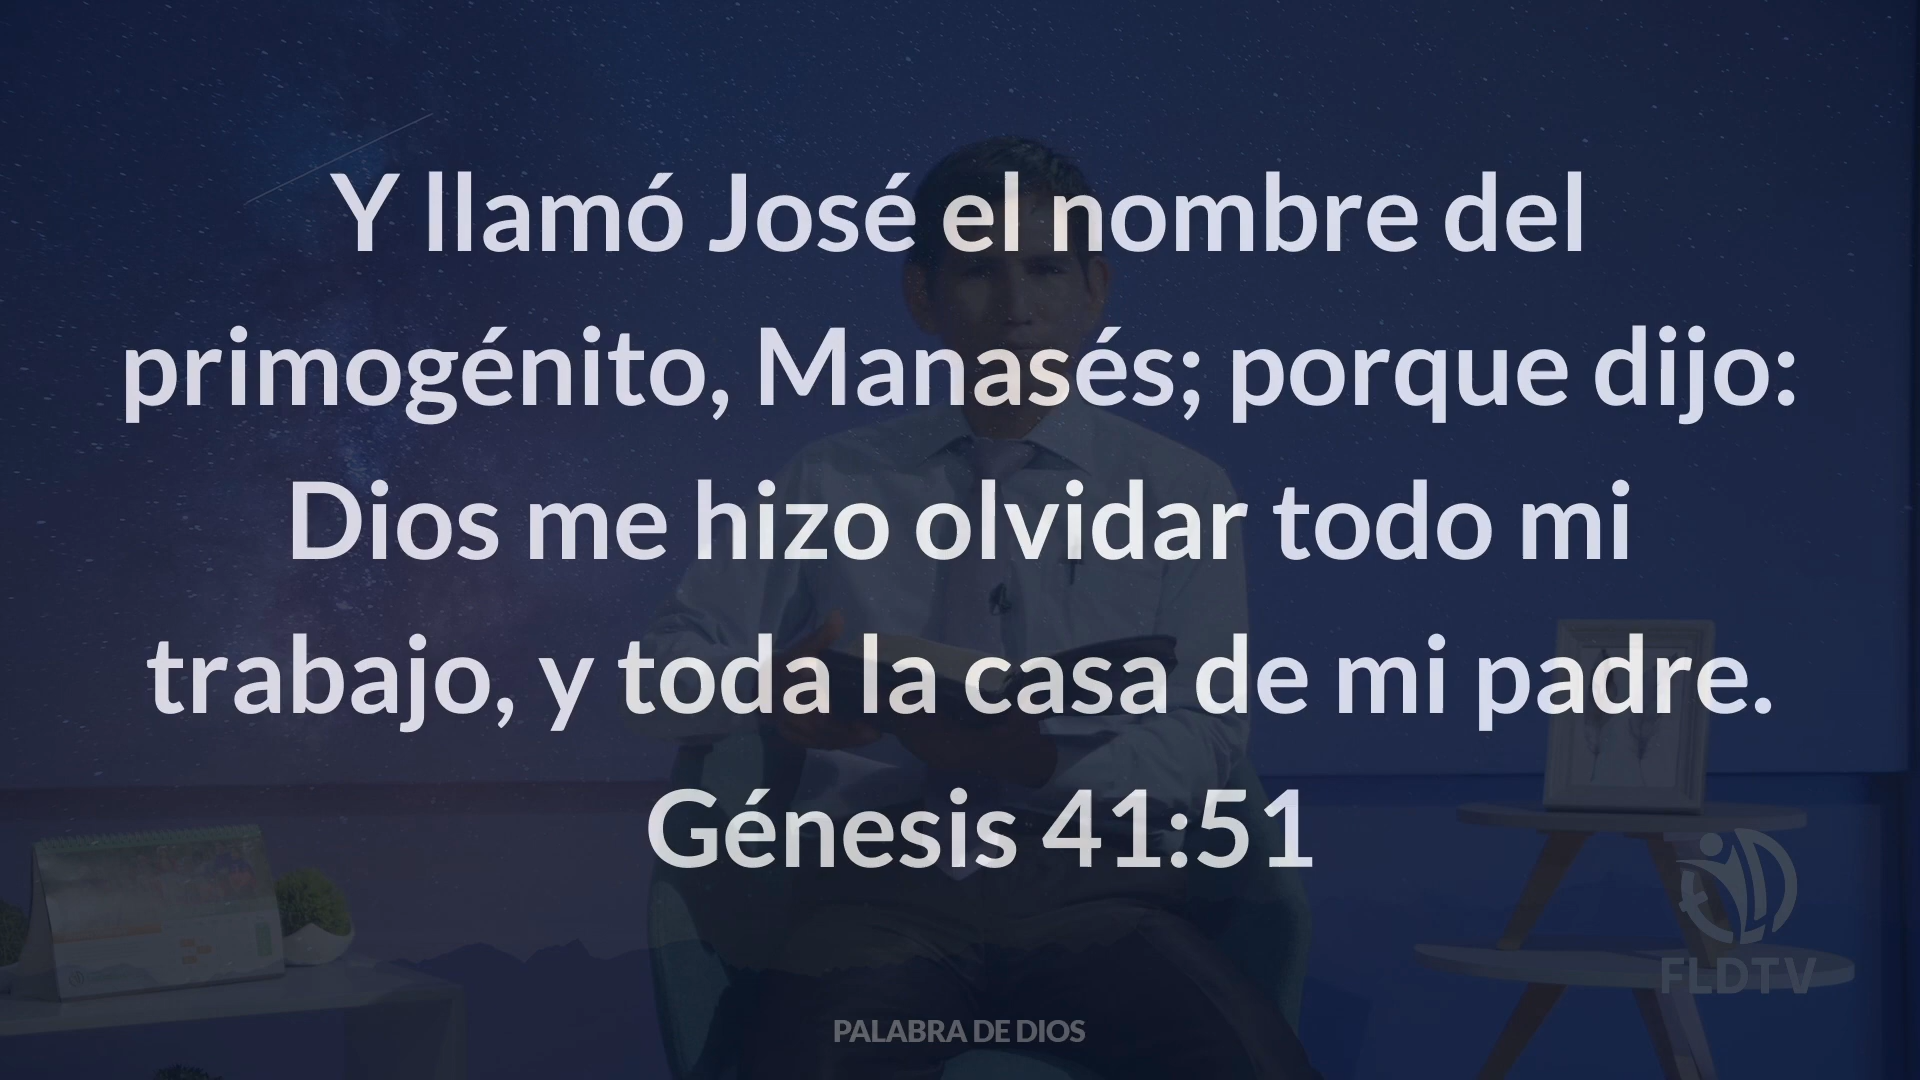 Y llamó José el nombre del
primogénito, Manasés; porque dijo:
Dios me hizo olvidar todo mi
trabajo, y toda la casa de mi padre.
Génesis 41:51
FLDTV
PALABRA DE DIOS